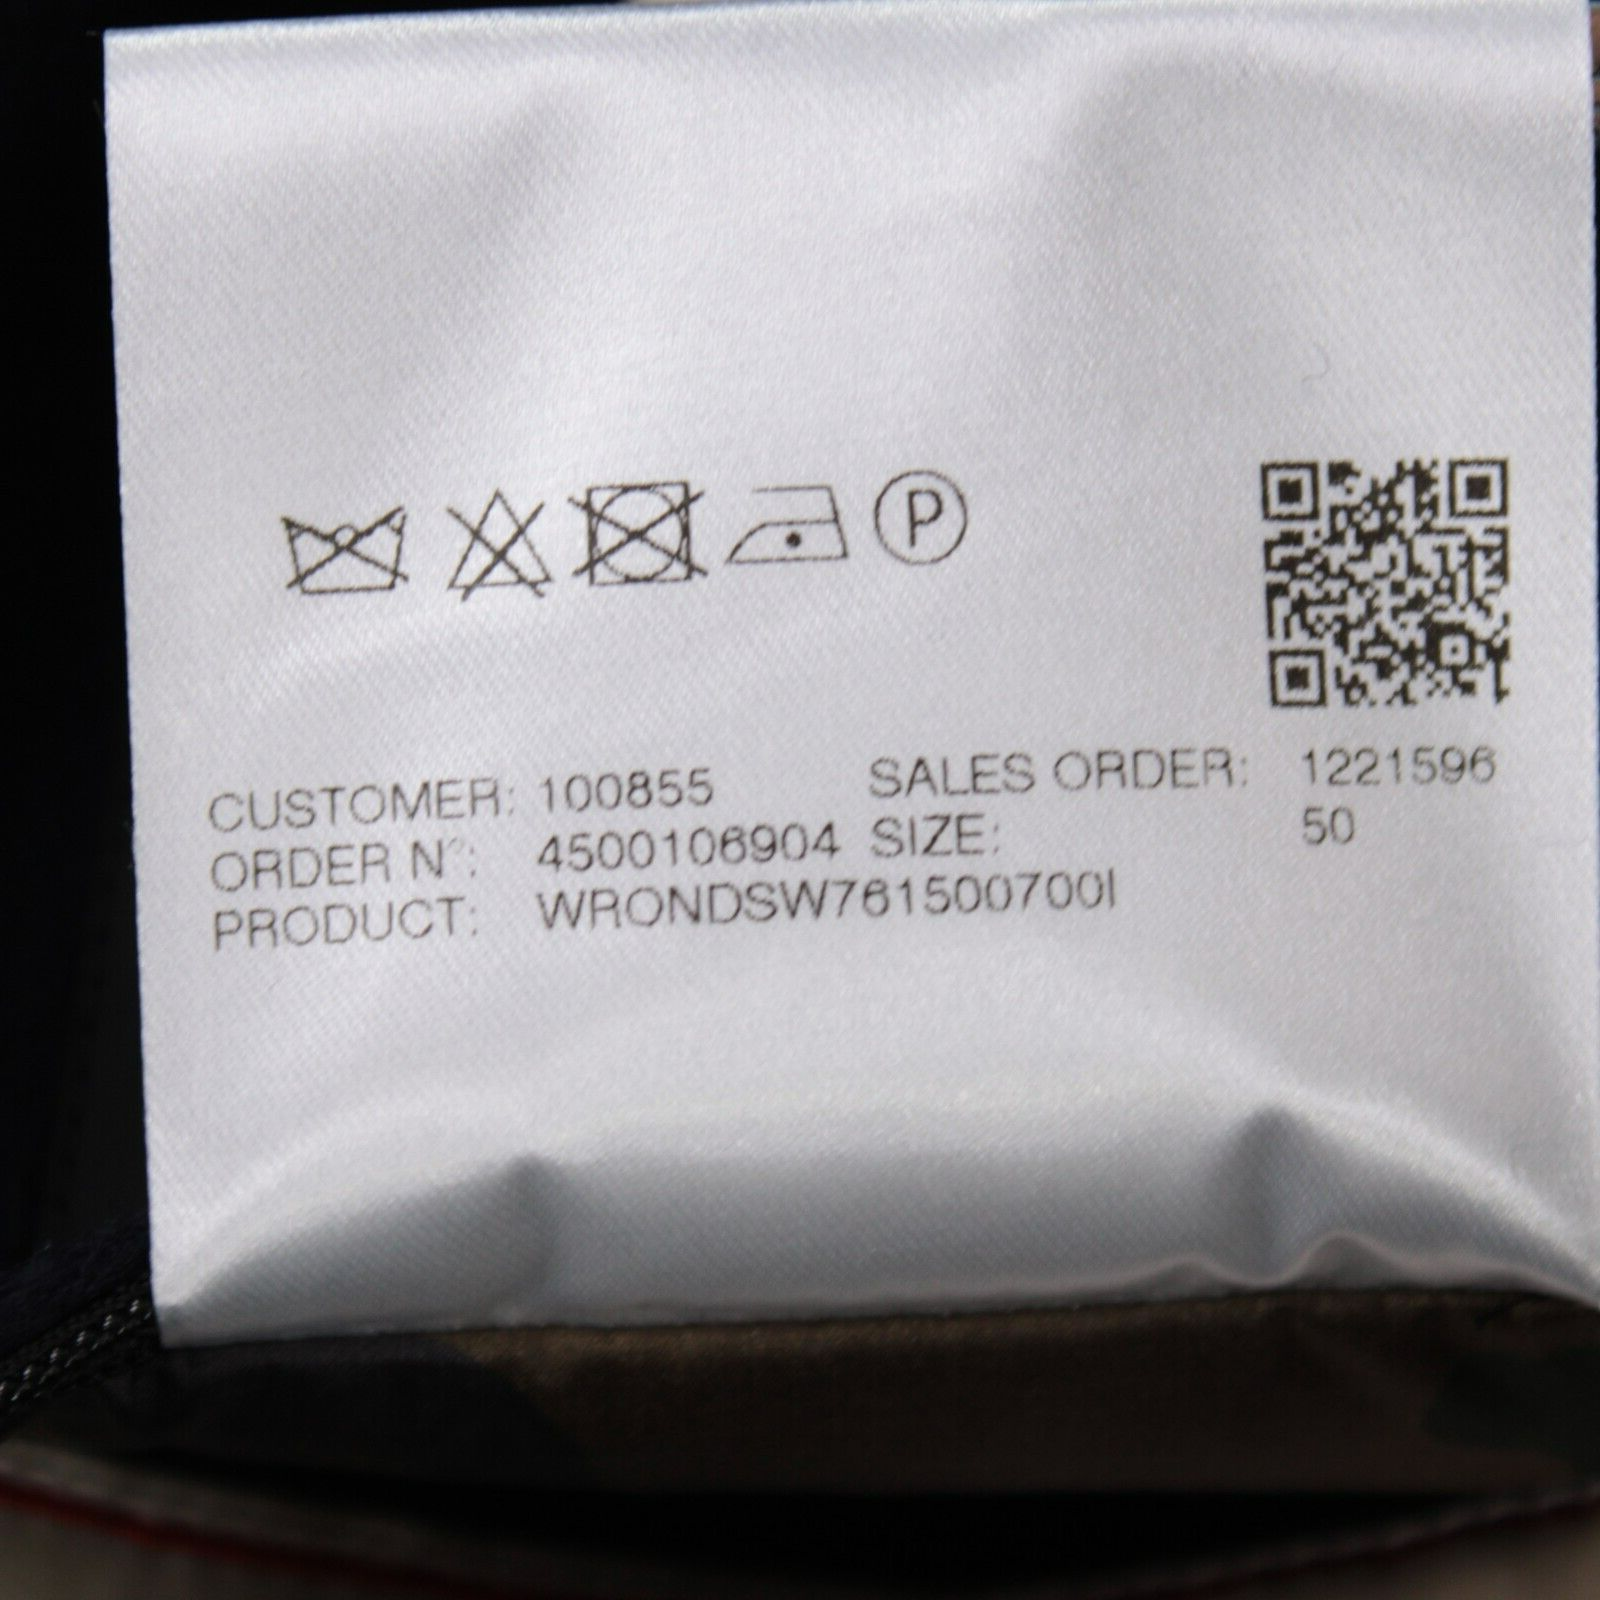 P
CUSTOMER: 100855 SALES ORDER: 1221596
ORDER N°: 4500106904 SIZE: 50
PRODUCT: WRONDSW761500700I